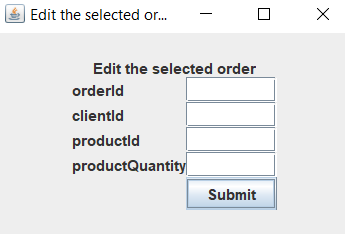 Edit the selected or...
Edit the selected order
orderId
clientId
productId
productQuantity
Submit